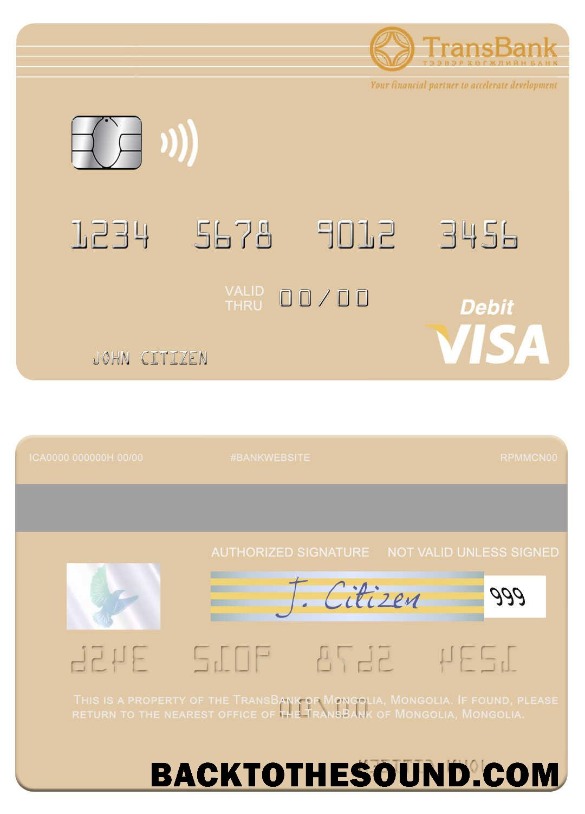 TransBank
ТЭЭВЭР ХӨГЖЛИЙН БАНК
Your financial partner to accelerate development
1234 5678 9012 3456
VALID THRU 00/00
Debit
VISA
JOHN CITIZEN
ICA0000 000000H 00/00 #BANKWEBSITE RPMMCN00
AUTHORIZED SIGNATURE NOT VALID UNLESS SIGNED
J. Citizen 999
THIS IS A PROPERTY OF THE TRANSBANK OF MONGOLIA, MONGOLIA. IF FOUND, PLEASE
RETURN TO THE NEAREST OFFICE OF THE TRANSBANK OF MONGOLIA, MONGOLIA.
BACKTOTHESOUND.COM